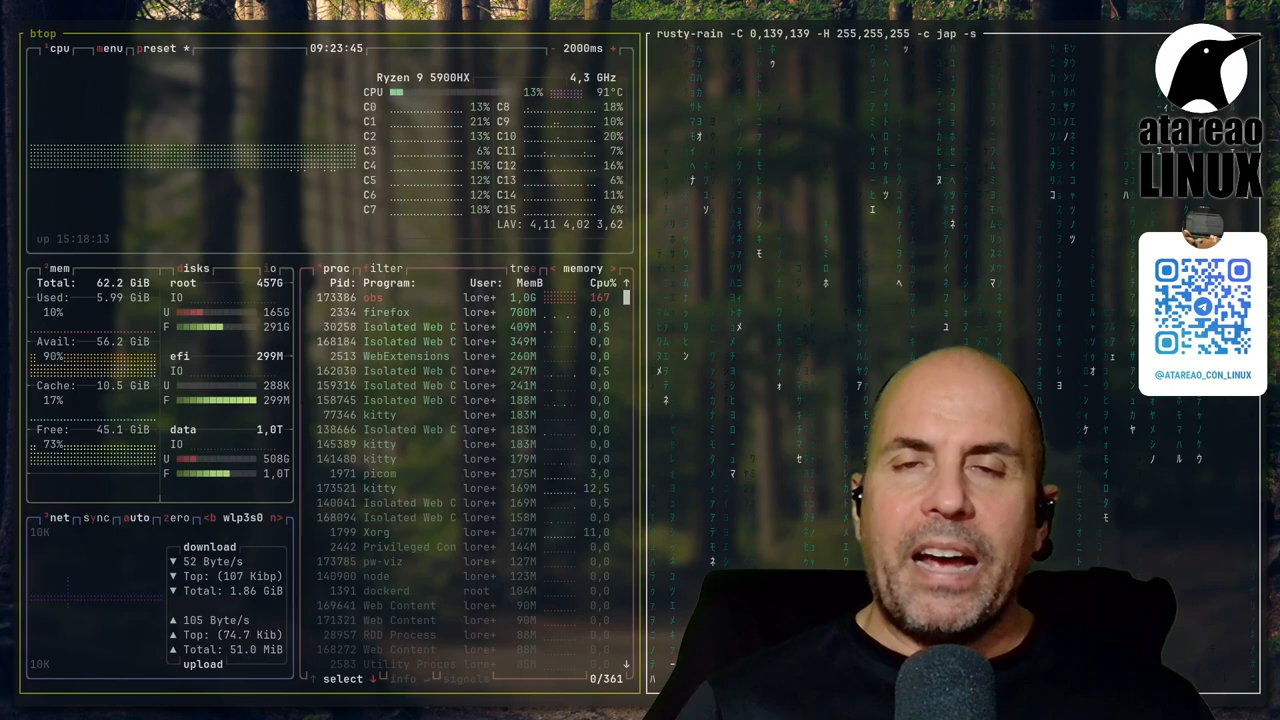 btop
¹cpu menu preset * 09:23:45 - 2000ms +
Ryzen 9 5900HX 4,3 GHz
CPU 13% 91°C
C0 13% C8 18%
C1 21% C9 10%
C2 13% C10 20%
C3 6% C11 7%
C4 15% C12 16%
C5 12% C13 6%
C6 12% C14 11%
C7 18% C15 6%
LAV: 4,11 4,02 3,62
up 15:18:13
²mem
Total: 62.2 GiB
Used: 5.99 GiB
10%
Avail: 56.2 GiB
90%
Cache: 10.5 GiB
17%
Free: 45.1 GiB
73%
disks io
root 457G
IO
U 165G
F 291G
efi 299M
IO
U 288K
F 299M
data 1,0T
IO
U 508G
F 1,0T
³net sync auto zero <b wlp3s0 n>
10K
download
▼ 52 Byte/s
▼ Top: (107 Kibp)
▼ Total: 1.86 GiB
▲ 105 Byte/s
▲ Top: (74.7 Kib)
▲ Total: 51.0 MiB
upload
10K
⁴proc filter tree < memory >
Pid: Program: User: MemB Cpu% ↑
173386 obs lore+ 1,0G 167
2334 firefox lore+ 700M 0,0
30258 Isolated Web C lore+ 409M 0,5
168184 Isolated Web C lore+ 349M 0,0
2513 WebExtensions lore+ 260M 0,0
162030 Isolated Web C lore+ 247M 0,5
159316 Isolated Web C lore+ 241M 0,0
158745 Isolated Web C lore+ 188M 0,0
77346 kitty lore+ 183M 0,0
138666 Isolated Web C lore+ 183M 0,0
145389 kitty lore+ 183M 0,0
141480 kitty lore+ 179M 0,0
1971 picom lore+ 175M 3,0
173521 kitty lore+ 169M 12,5
140041 Isolated Web C lore+ 169M 0,5
168094 Isolated Web C lore+ 158M 0,0
1799 Xorg lore+ 147M 11,0
2442 Privileged Con lore+ 144M 0,0
173785 pw-viz lore+ 127M 0,0
140900 node lore+ 123M 0,0
1391 dockerd root 104M 0,0
169641 Web Content lore+ 90M 0,0
171321 Web Content lore+ 90M 0,0
28957 RDD Process lore+ 88M 0,0
168272 Web Content lore+ 88M 0,0
2583 Utility Proces lore+ 85M 0,0 ↓
↑ select ↓ info ↵ signals 0/361
rusty-rain -C 0,139,139 -H 255,255,255 -c jap -s
atareao
LINUX
@ATAREAO_CON_LINUX